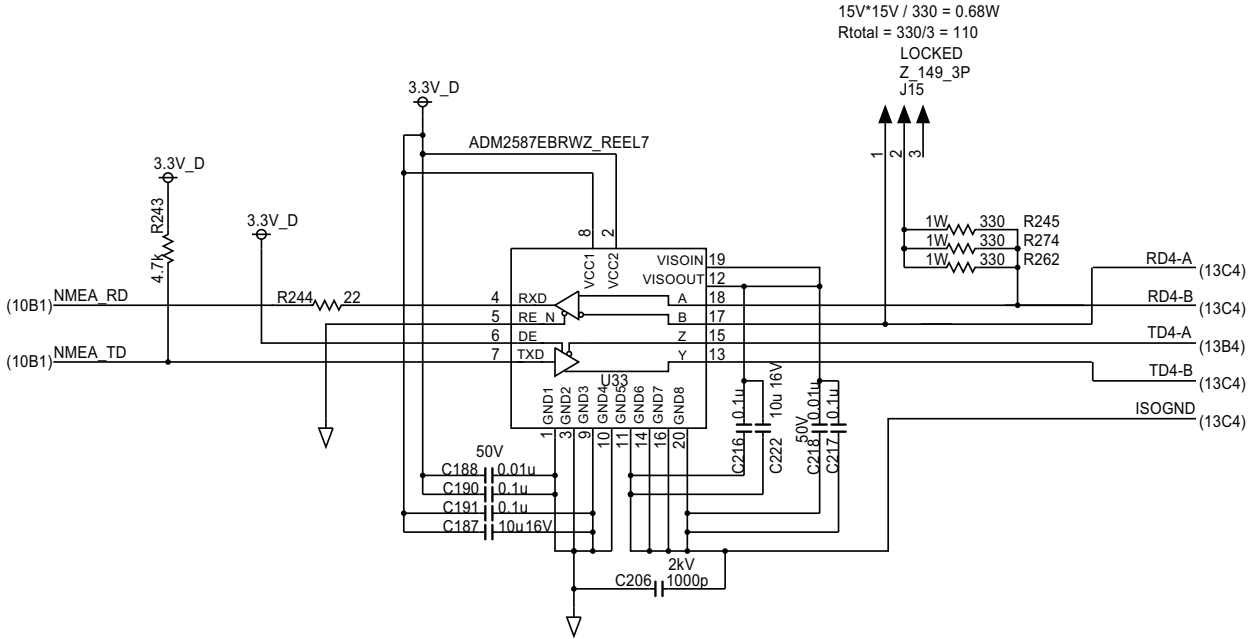 15V*15V / 330 = 0.68W
Rtotal = 330/3 = 110
LOCKED
Z_149_3P
J15
3.3V_D
ADM2587EBRWZ_REEL7
1
2
3
3.3V_D
R243
4.7k
3.3V_D
8
2
VCC1
VCC2
1W 330 R245
1W 330 R274
1W 330 R262
VISOIN 19
VISOOUT 12
RD4-A (13C4)
(10B1) NMEA_RD R244 22 4 RXD A 18 RD4-B (13C4)
5 RE_N B 17
6 DE Z 15 TD4-A (13B4)
(10B1) NMEA_TD 7 TXD Y 13 TD4-B (13C4)
U33
GND1
GND2
GND3
GND4
GND5
GND6
GND7
GND8
1
3
9
10
11
14
16
20
C216 0.1u
C222 10u 16V
50V
C218 0.01u
C217 0.1u
ISOGND (13C4)
50V
C188 0.01u
C190 0.1u
C191 0.1u
C187 10u16V
2kV
C206 1000p